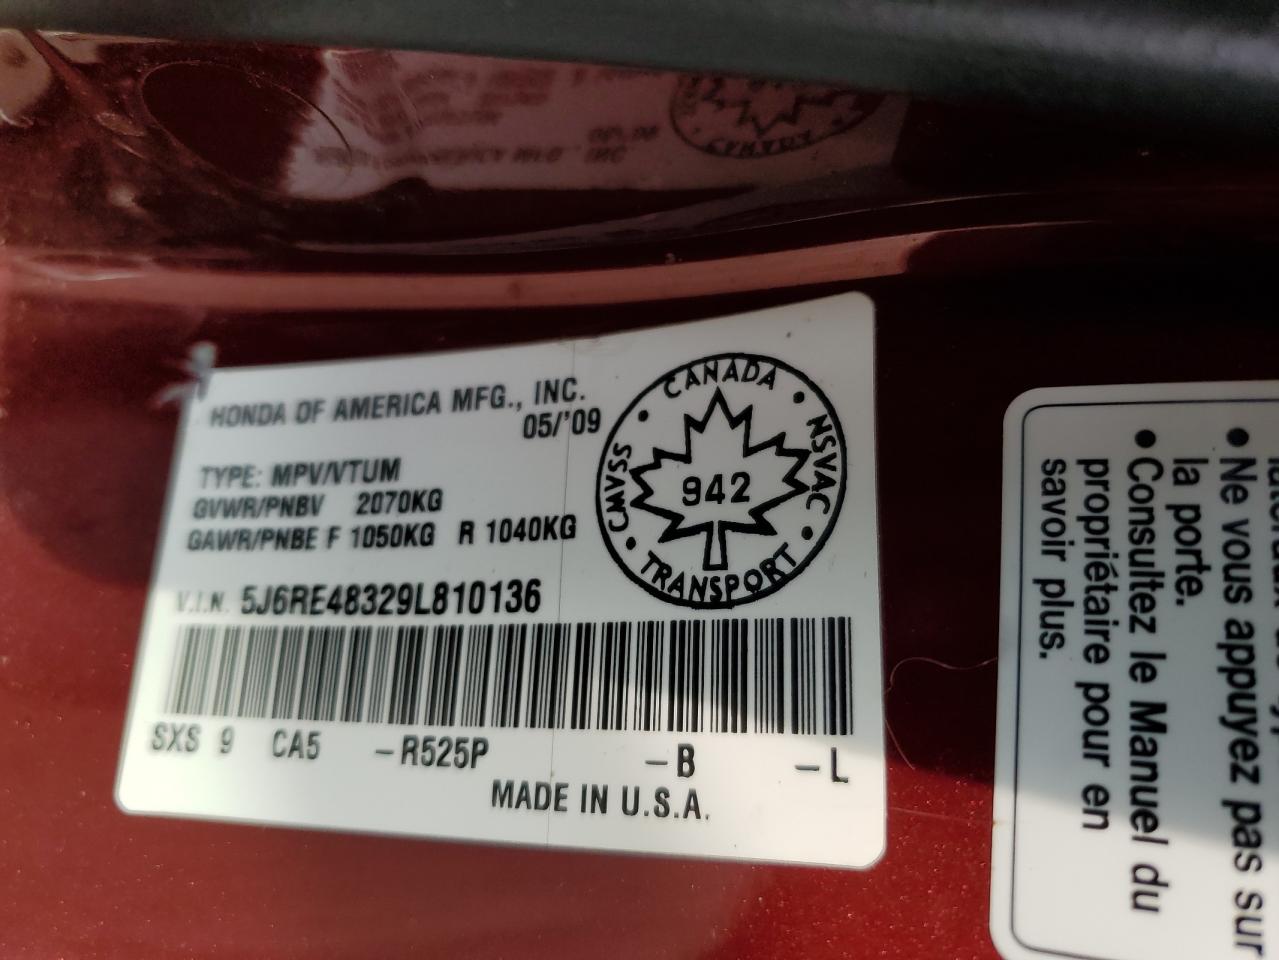 HONDA OF AMERICA MFG., INC.
05/'09
TYPE: MPV/VTUM
GVWR/PNBV 2070KG
GAWR/PNBE F 1050KG R 1040KG
V.I.N. 5J6RE48329L810136
SXS 9 CA5 -R525P -B -L
MADE IN U.S.A.
CANADA
NSVAC
TRANSPORT
CMVSS
942
• Ne vous appuyez pas sur
la porte.
• Consultez le Manuel du
propriétaire pour en
savoir plus.